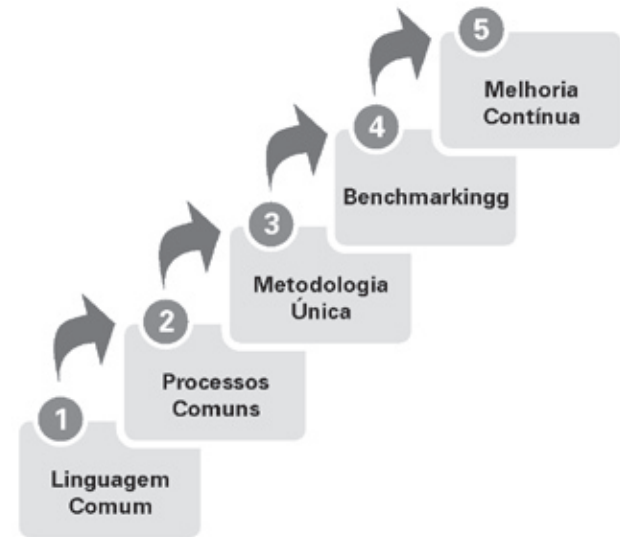 5
Melhoria
Contínua
4
Benchmarkingg
3
Metodologia
Única
2
Processos
Comuns
1
Linguagem
Comum